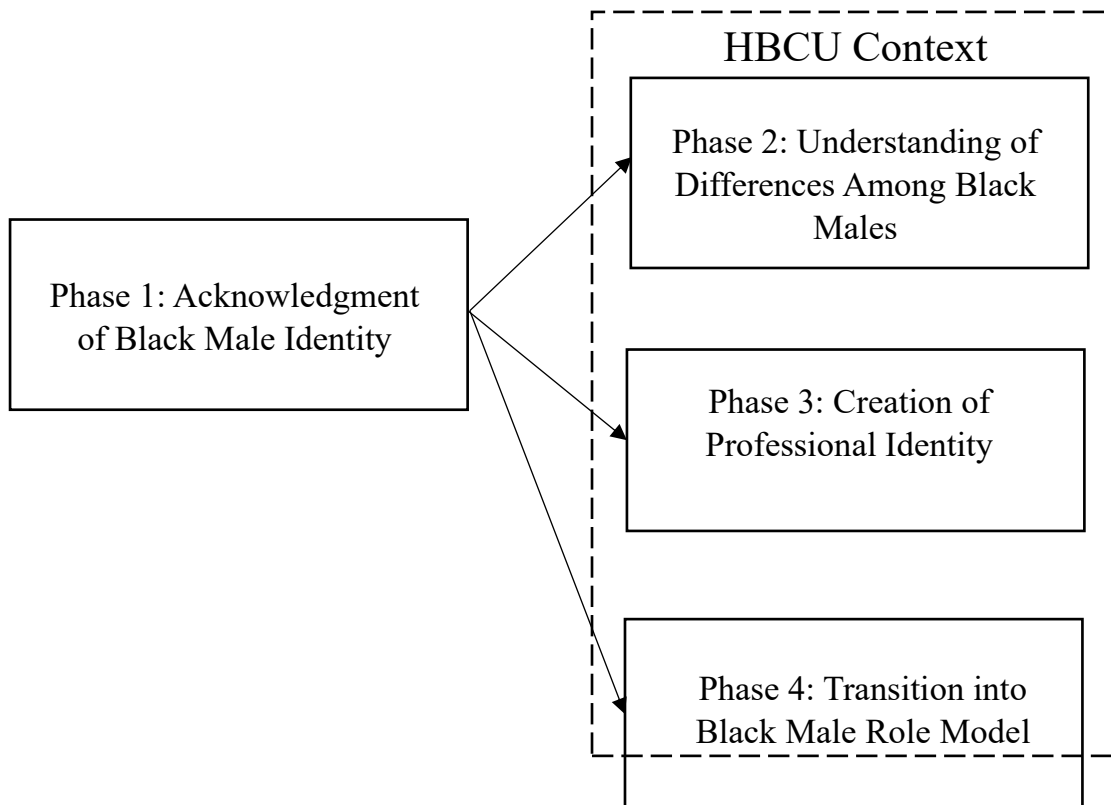 HBCU Context
Phase 2: Understanding of
Differences Among Black
Males
Phase 1: Acknowledgment
of Black Male Identity
Phase 3: Creation of
Professional Identity
Phase 4: Transition into
Black Male Role Model